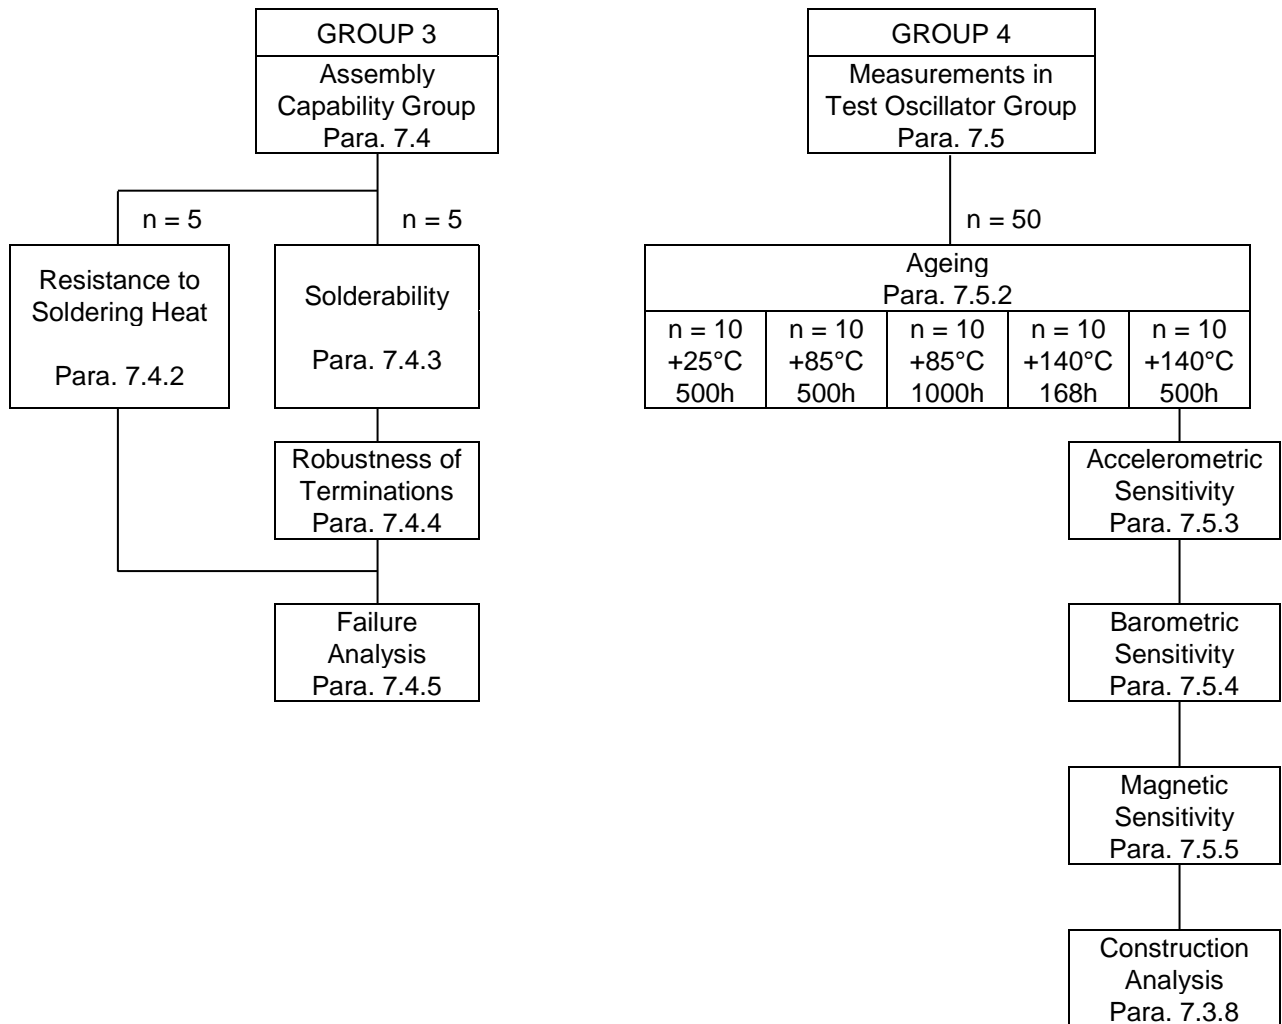 GROUP 3
Assembly
Capability Group
Para. 7.4
n = 5
n = 5
Resistance to
Soldering Heat
Para. 7.4.2
Solderability
Para. 7.4.3
Robustness of
Terminations
Para. 7.4.4
Failure
Analysis
Para. 7.4.5
GROUP 4
Measurements in
Test Oscillator Group
Para. 7.5
n = 50
Ageing
Para. 7.5.2
n = 10
+25°C
500h
n = 10
+85°C
500h
n = 10
+85°C
1000h
n = 10
+140°C
168h
n = 10
+140°C
500h
Accelerometric
Sensitivity
Para. 7.5.3
Barometric
Sensitivity
Para. 7.5.4
Magnetic
Sensitivity
Para. 7.5.5
Construction
Analysis
Para. 7.3.8